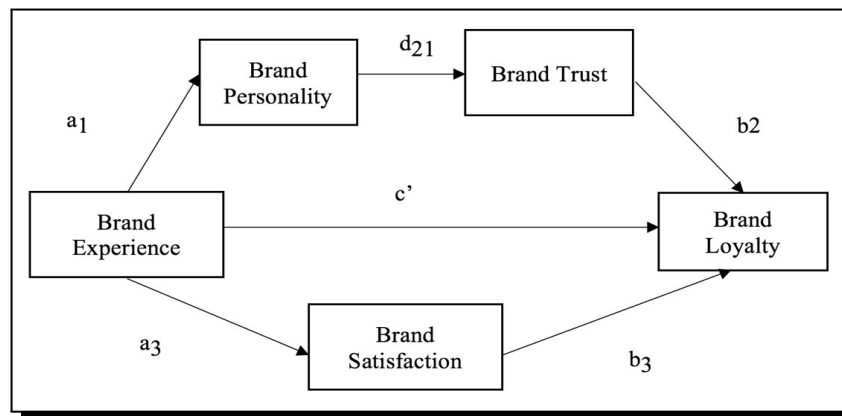 d21
Brand
Personality
Brand Trust
a1
b2
c’
Brand
Experience
Brand
Loyalty
Brand
Satisfaction
a3
b3